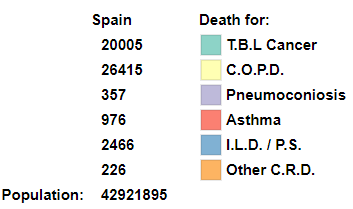 Spain Death for:
20005 T.B.L Cancer
26415 C.O.P.D.
357 Pneumoconiosis
976 Asthma
2466 I.L.D. / P.S.
226 Other C.R.D.
Population: 42921895